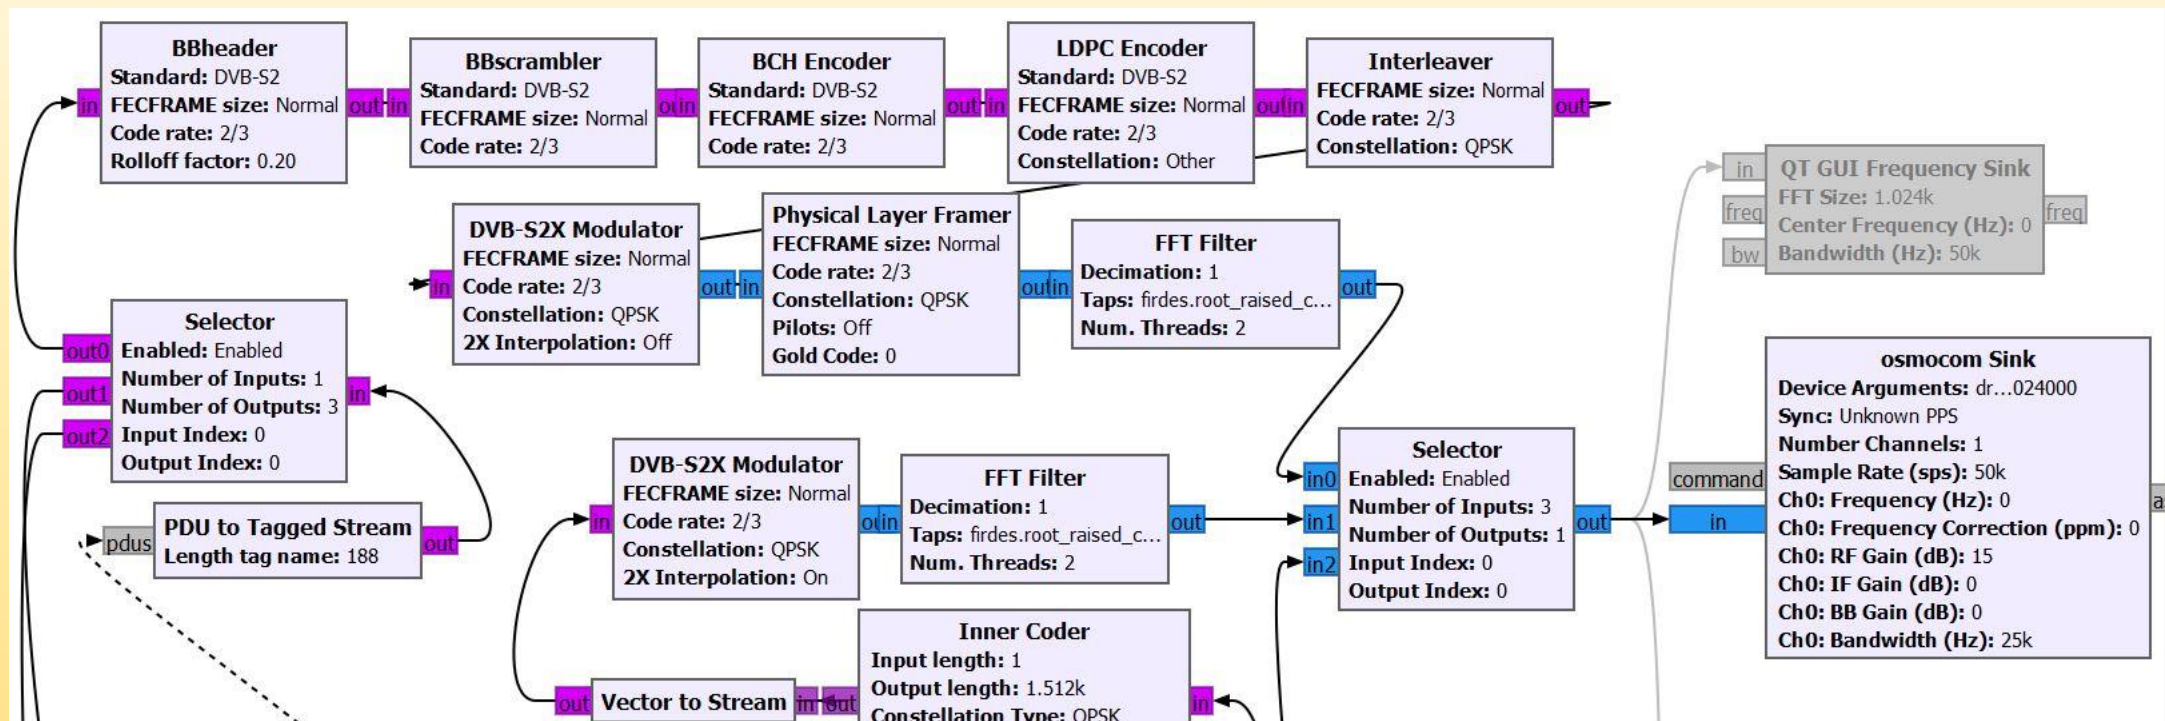 BBheader
Standard: DVB-S2
in
FECFRAME size: Normal
out
Code rate: 2/3
Rolloff factor: 0.20
BBscrambler
Standard: DVB-S2
in
FECFRAME size: Normal
Code rate: 2/3
BCH Encoder
Standard: DVB-S2
in
FECFRAME size: Normal
out
Code rate: 2/3
LDPC Encoder
Standard: DVB-S2
in
FECFRAME size: Normal
Code rate: 2/3
Constellation: Other
Interleaver
FECFRAME size: Normal
in
out
Code rate: 2/3
Constellation: QPSK
QT GUI Frequency Sink
in
FFT Size: 1.024k
freq
Center Frequency (Hz): 0
freq
bw
Bandwidth (Hz): 50k
DVB-S2X Modulator
FECFRAME size: Normal
in
Code rate: 2/3
out
Constellation: QPSK
2X Interpolation: Off
Physical Layer Framer
FECFRAME size: Normal
in
Code rate: 2/3
Constellation: QPSK
Pilots: Off
Gold Code: 0
FFT Filter
in
Decimation: 1
out
Taps: firdes.root_raised_c...
Num. Threads: 2
Selector
out0
Enabled: Enabled
Number of Inputs: 1
out1
in
Number of Outputs: 3
out2
Input Index: 0
Output Index: 0
PDU to Tagged Stream
pdus
out
Length tag name: 188
DVB-S2X Modulator
FECFRAME size: Normal
in
Code rate: 2/3
Constellation: QPSK
2X Interpolation: On
FFT Filter
in
Decimation: 1
out
Taps: firdes.root_raised_c...
Num. Threads: 2
Selector
in0
Enabled: Enabled
Number of Inputs: 3
in1
out
Number of Outputs: 1
in2
Input Index: 0
Output Index: 0
osmocom Sink
Device Arguments: dr...024000
Sync: Unknown PPS
Number Channels: 1
command
Sample Rate (sps): 50k
Ch0: Frequency (Hz): 0
in
Ch0: Frequency Correction (ppm): 0
Ch0: RF Gain (dB): 15
Ch0: IF Gain (dB): 0
Ch0: BB Gain (dB): 0
Ch0: Bandwidth (Hz): 25k
Inner Coder
Input length: 1
Output length: 1.512k
in
out
Constellation Type: QPSK
out
Vector to Stream
in